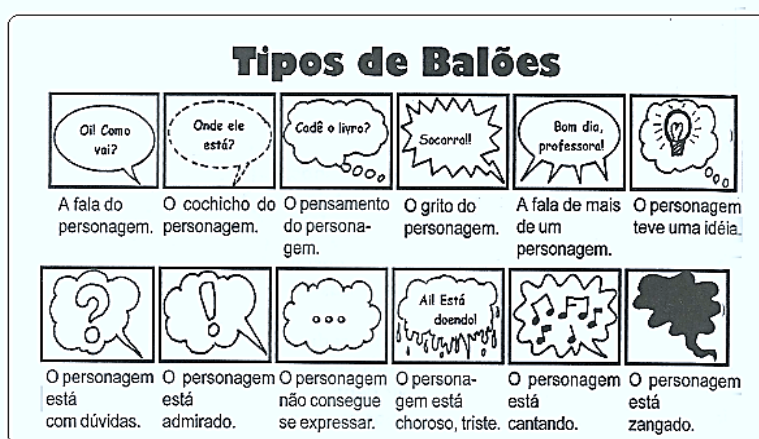 Tipos de Balões
Oi! Como
vai?
Onde ele
está?
Cadê o livro?
Socorro!!
Bom dia,
professora!
A fala do
personagem.
O cochicho do
personagem.
O pensamento
do persona-
gem.
O grito do
personagem.
A fala de mais
de um
personagem.
O personagem
teve uma idéia.
?
!
...
Ai! Está
doendo!
O personagem
está
com dúvidas.
O personagem
está
admirado.
O personagem
não consegue
se expressar.
O persona-
gem está
choroso, triste.
O personagem
está
cantando.
O personagem
está
zangado.